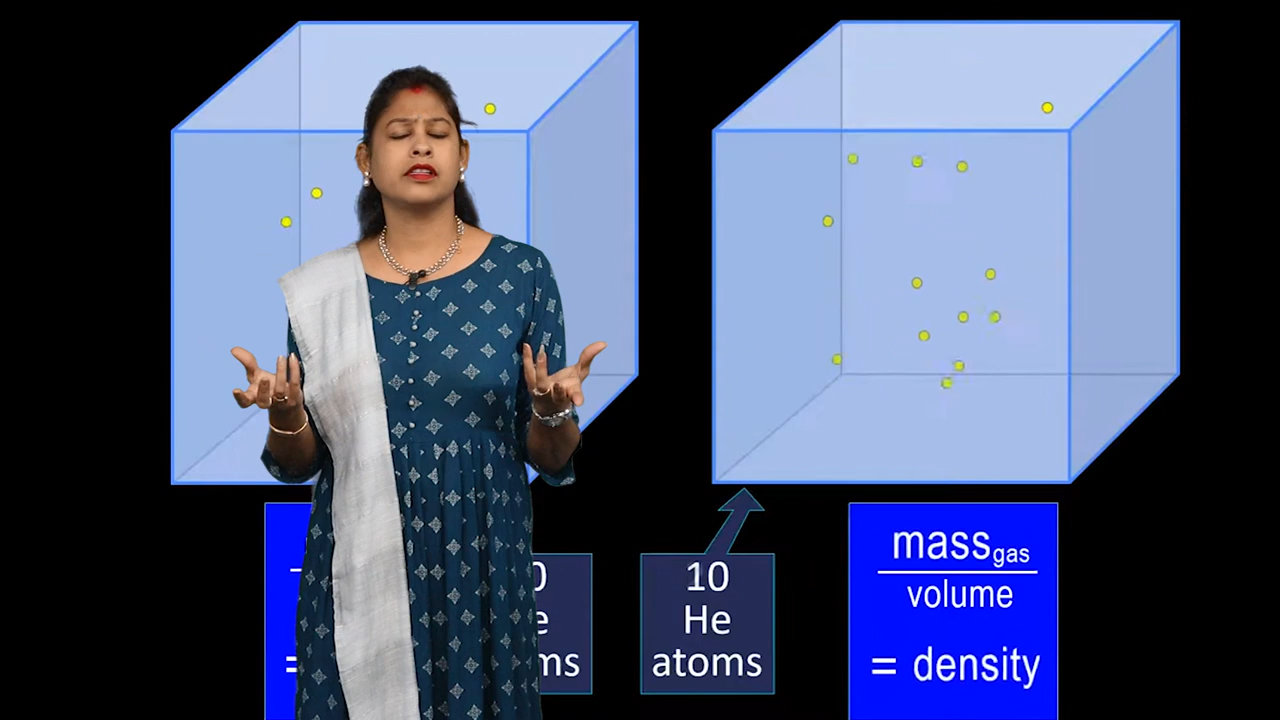 10
He
atoms
mass gas
volume
= density